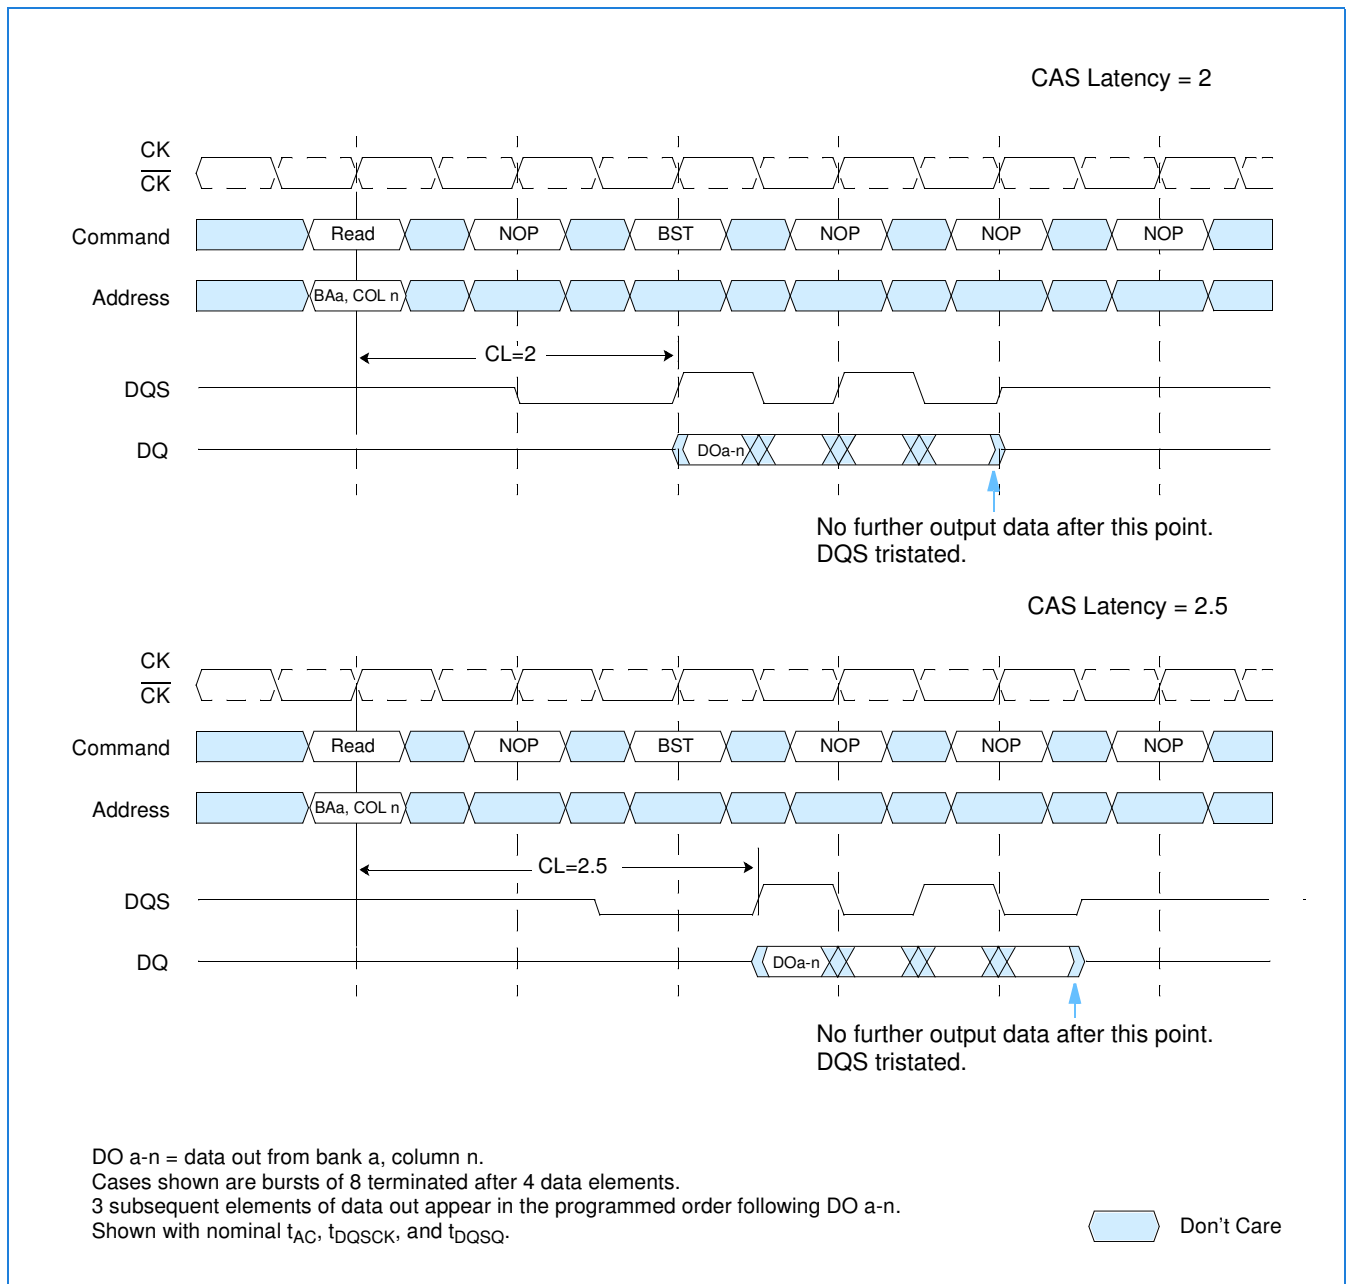 CAS Latency = 2
CK
CK
Command
Read NOP BST NOP NOP NOP
Address
BAa, COL n
CL=2
DQS
DQ
DOa-n
No further output data after this point.
DQS tristated.
CAS Latency = 2.5
CK
CK
Command
Read NOP BST NOP NOP NOP
Address
BAa, COL n
CL=2.5
DQS
DQ
DOa-n
No further output data after this point.
DQS tristated.
DO a-n = data out from bank a, column n.
Cases shown are bursts of 8 terminated after 4 data elements.
3 subsequent elements of data out appear in the programmed order following DO a-n.
Shown with nominal tAC, tDQSCK, and tDQSQ.
Don't Care